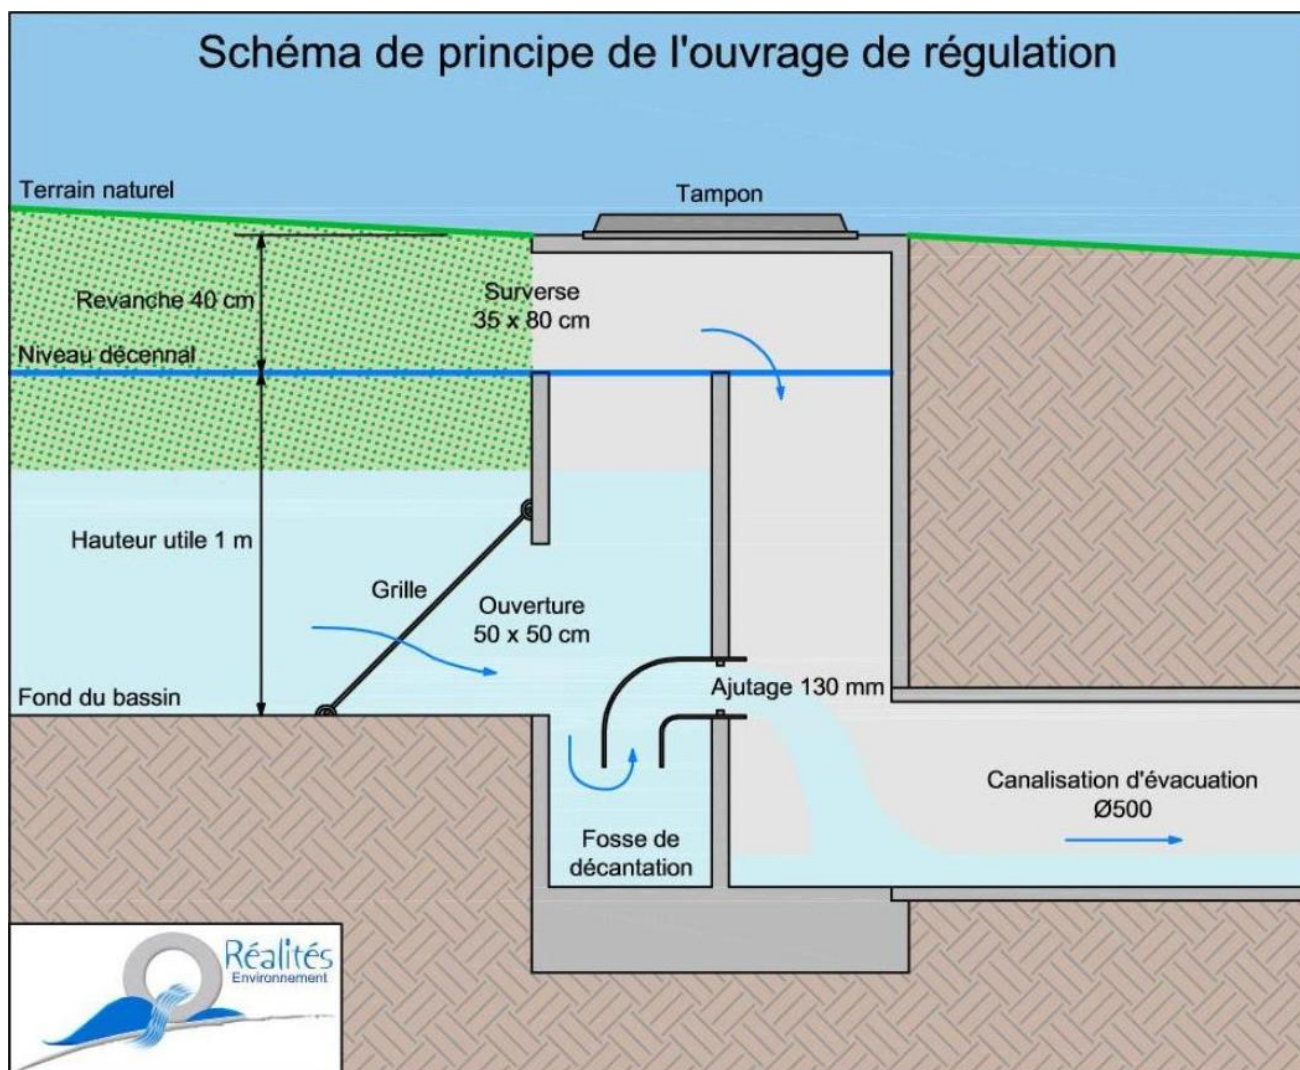 Schéma de principe de l'ouvrage de régulation
Terrain naturel
Tampon
Revanche 40 cm
Surverse
35 x 80 cm
Niveau décennal
Hauteur utile 1 m
Grille
Ouverture
50 x 50 cm
Fond du bassin
Ajutage 130 mm
Canalisation d'évacuation
Ø500
Fosse de
décantation
Réalités
Environnement